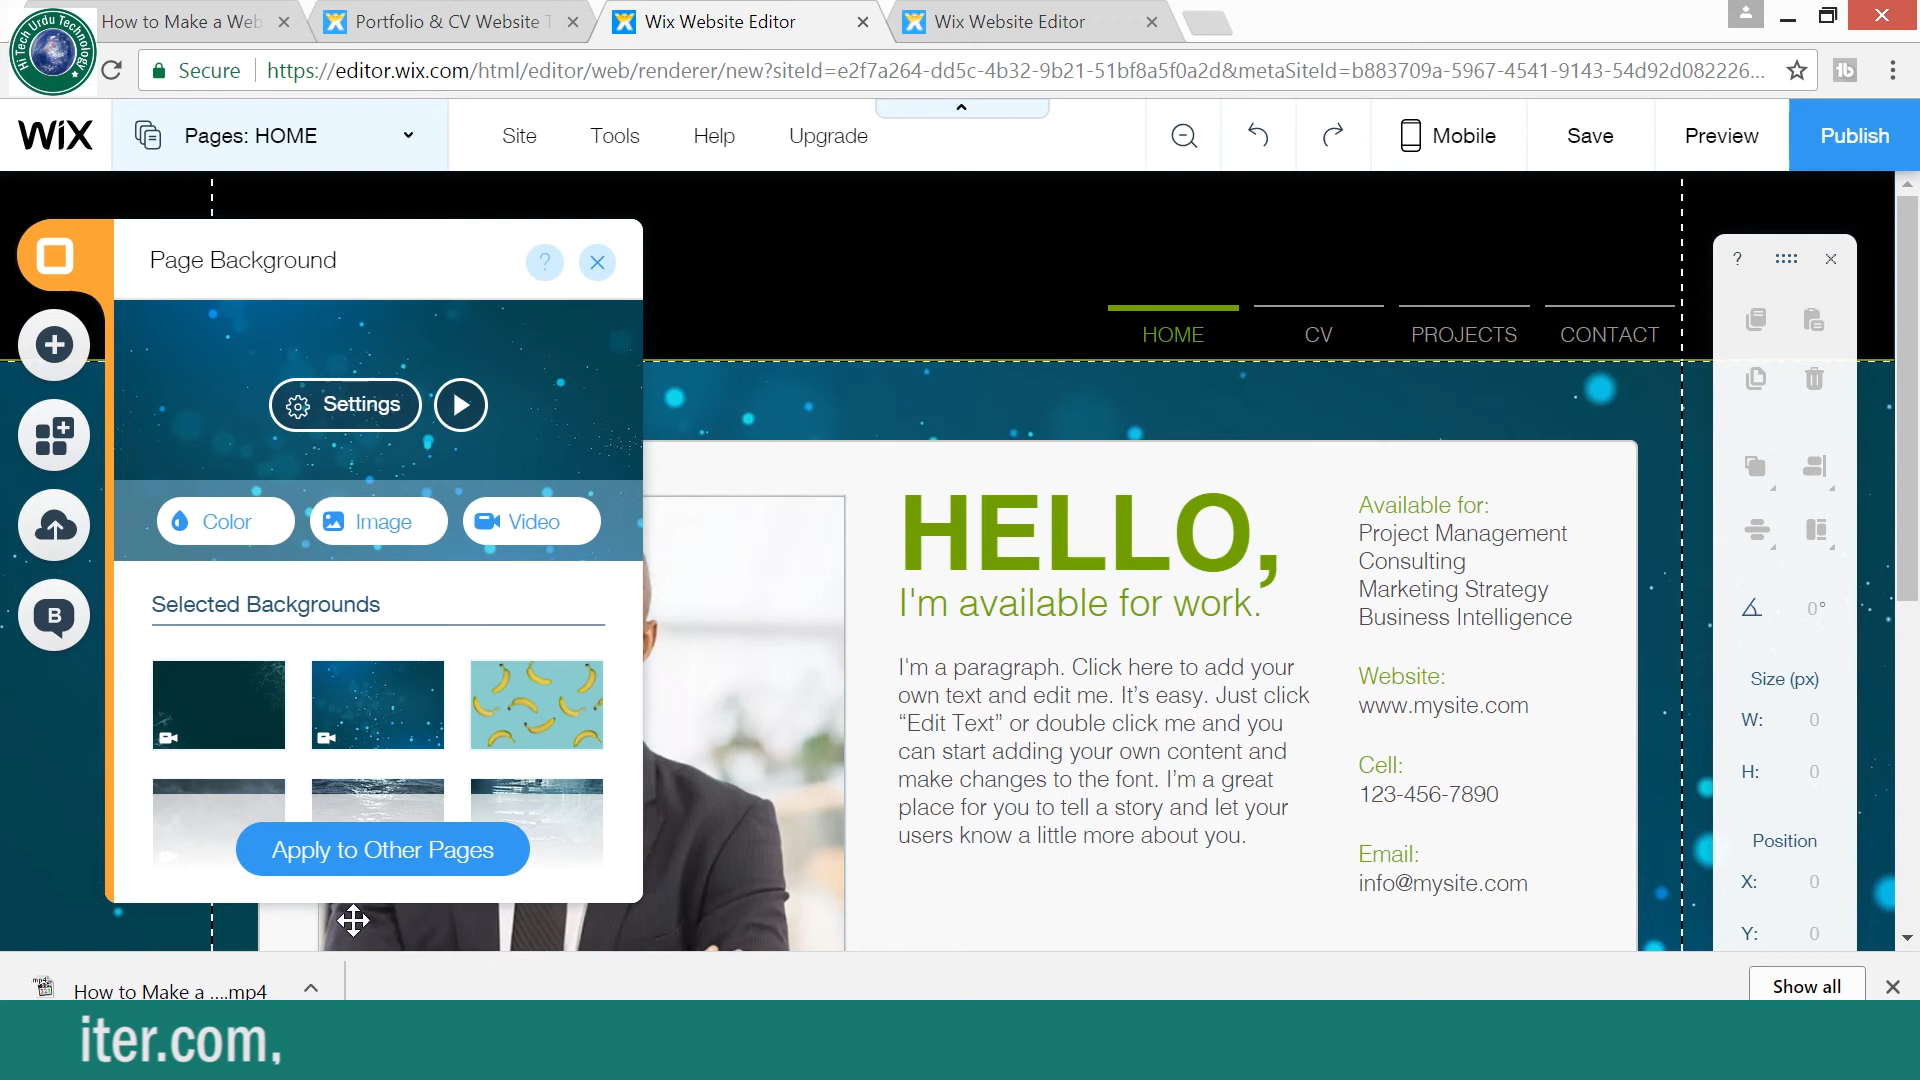 How to Make a Web
Portfolio & CV Website T
Wix Website Editor
Wix Website Editor
Hi Tech Urdu Technology
Secure
https://editor.wix.com/html/editor/web/renderer/new?siteId=e2f7a264-dd5c-4b32-9b21-51bf8a5f0a2d&metaSiteId=b883709a-5967-4541-9143-54d92d082226...
WiX
Pages: HOME
Site
Tools
Help
Upgrade
Mobile
Save
Preview
Publish
Page Background
?
Settings
Color
Image
Video
Selected Backgrounds
Apply to Other Pages
B
HOME
CV
PROJECTS
CONTACT
HELLO,
I'm available for work.
I'm a paragraph. Click here to add your
own text and edit me. It’s easy. Just click
“Edit Text” or double click me and you
can start adding your own content and
make changes to the font. I’m a great
place for you to tell a story and let your
users know a little more about you.
Available for:
Project Management
Consulting
Marketing Strategy
Business Intelligence
Website:
www.mysite.com
Cell:
123-456-7890
Email:
info@mysite.com
?
0°
Size (px)
W: 0
H: 0
Position
X: 0
Y: 0
mp4
How to Make a ....mp4
Show all
iter.com,